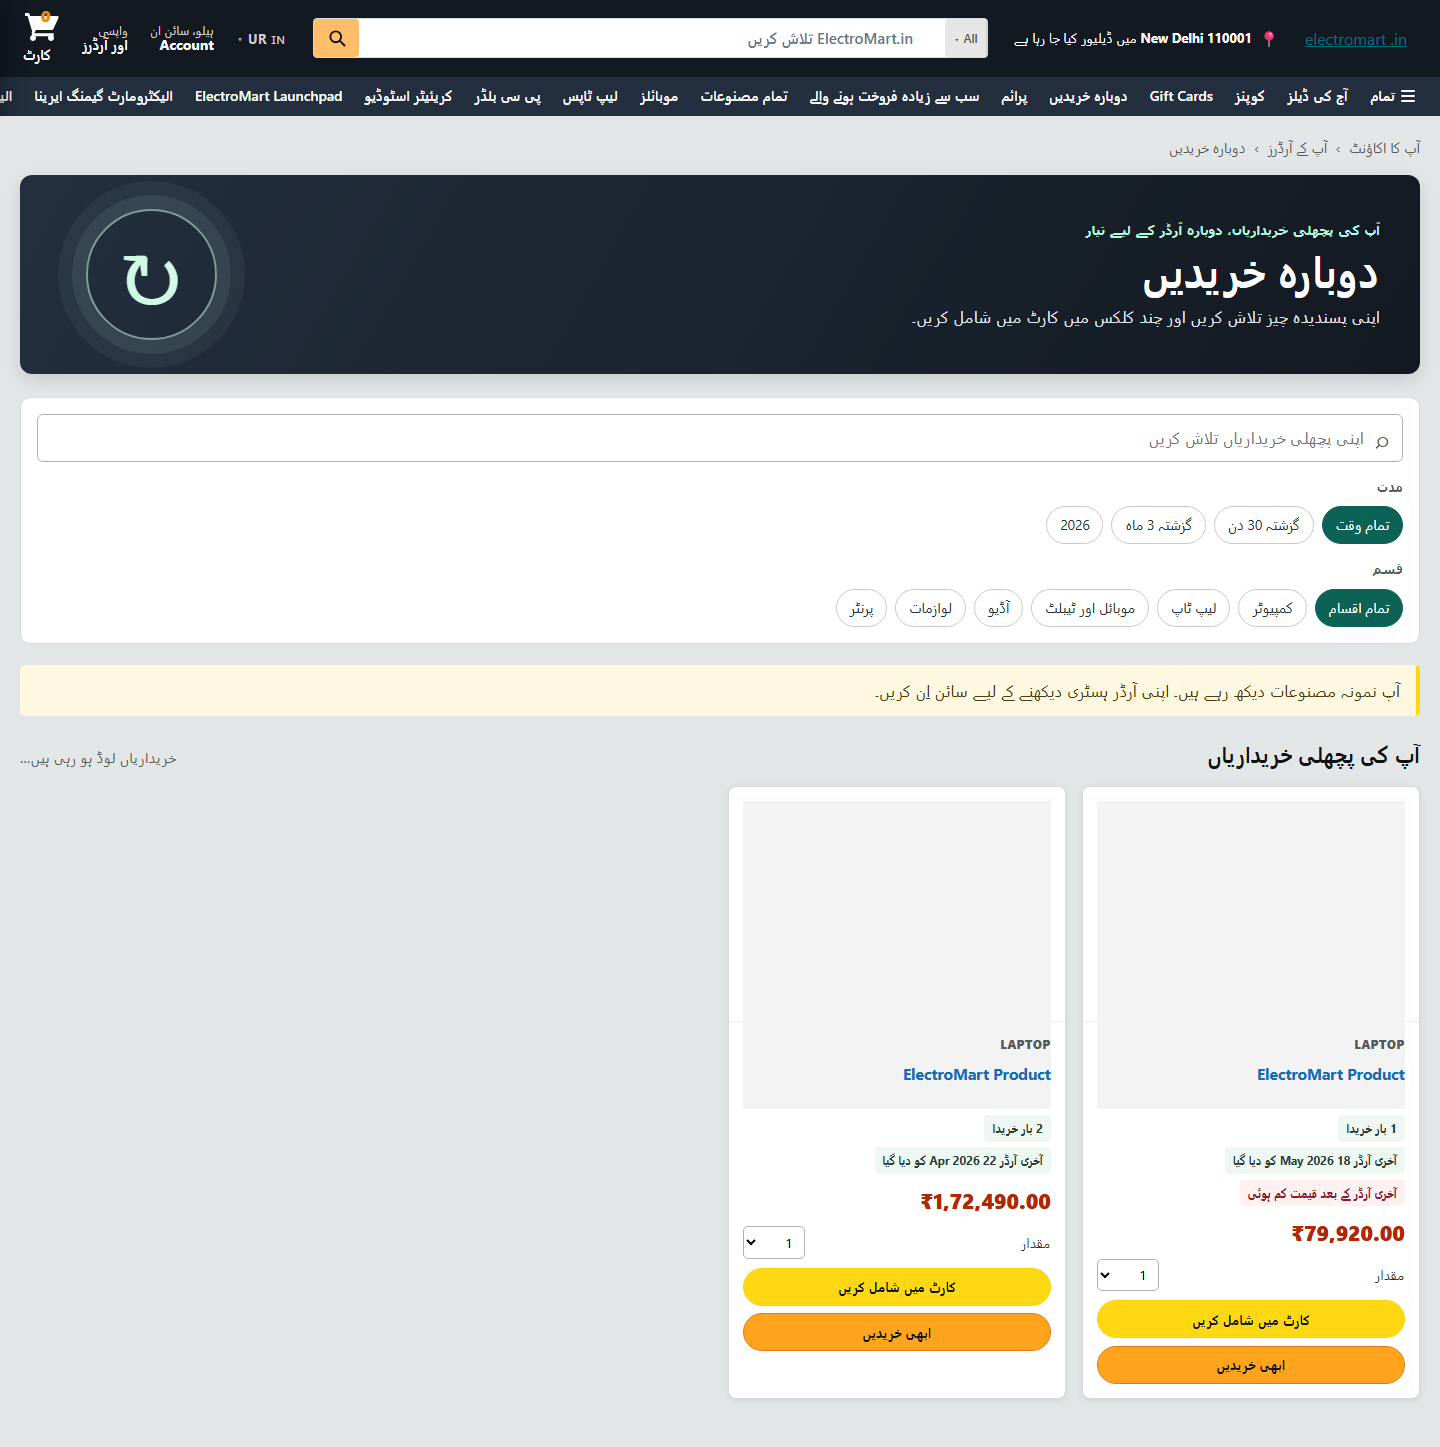 electromart .in
New Delhi 110001 میں ڈیلیور کیا جا رہا ہے
All
ElectroMart.in تلاش کریں
UR IN
ہیلو، سائن ان
Account
واپسی
اور آرڈرز
0
کارٹ
تمام
آج کی ڈیلز
کوپنز
Gift Cards
دوبارہ خریدیں
پرائم
سب سے زیادہ فروخت ہونے والے
تمام مصنوعات
موبائلز
لیپ ٹاپس
پی سی بلڈر
کریئیٹر اسٹوڈیو
ElectroMart Launchpad
الیکٹرومارٹ گیمنگ ایرینا
آپ کا اکاؤنٹ › آپ کے آرڈرز › دوبارہ خریدیں
آپ کی پچھلی خریداریاں، دوبارہ آرڈر کے لیے تیار
دوبارہ خریدیں
اپنی پسندیدہ چیز تلاش کریں اور چند کلکس میں کارٹ میں شامل کریں۔
اپنی پچھلی خریداریاں تلاش کریں
مدت
تمام وقت
گزشتہ 30 دن
گزشتہ 3 ماہ
2026
قسم
تمام اقسام
کمپیوٹر
لیپ ٹاپ
موبائل اور ٹیبلٹ
آڈیو
لوازمات
پرنٹر
آپ نمونہ مصنوعات دیکھ رہے ہیں۔ اپنی آرڈر ہسٹری دیکھنے کے لیے سائن اِن کریں۔
آپ کی پچھلی خریداریاں
خریداریاں لوڈ ہو رہی ہیں...
LAPTOP
ElectroMart Product
1 بار خریدا
آخری آرڈر 18 May 2026 کو دیا گیا
آخری آرڈر کے بعد قیمت کم ہوئی
₹79,920.00
مقدار
1
کارٹ میں شامل کریں
ابھی خریدیں
LAPTOP
ElectroMart Product
2 بار خریدا
آخری آرڈر 22 Apr 2026 کو دیا گیا
₹1,72,490.00
مقدار
1
کارٹ میں شامل کریں
ابھی خریدیں